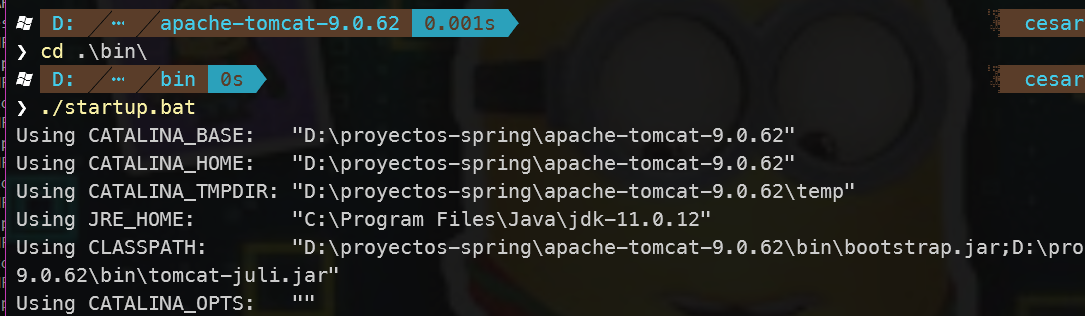 D: ⋯ apache-tomcat-9.0.62 0.001s cesar
❯ cd .\bin\
D: ⋯ bin 0s cesar
❯ ./startup.bat
Using CATALINA_BASE:   "D:\proyectos-spring\apache-tomcat-9.0.62"
Using CATALINA_HOME:   "D:\proyectos-spring\apache-tomcat-9.0.62"
Using CATALINA_TMPDIR: "D:\proyectos-spring\apache-tomcat-9.0.62\temp"
Using JRE_HOME:        "C:\Program Files\Java\jdk-11.0.12"
Using CLASSPATH:       "D:\proyectos-spring\apache-tomcat-9.0.62\bin\bootstrap.jar;D:\pro
9.0.62\bin\tomcat-juli.jar"
Using CATALINA_OPTS:   ""